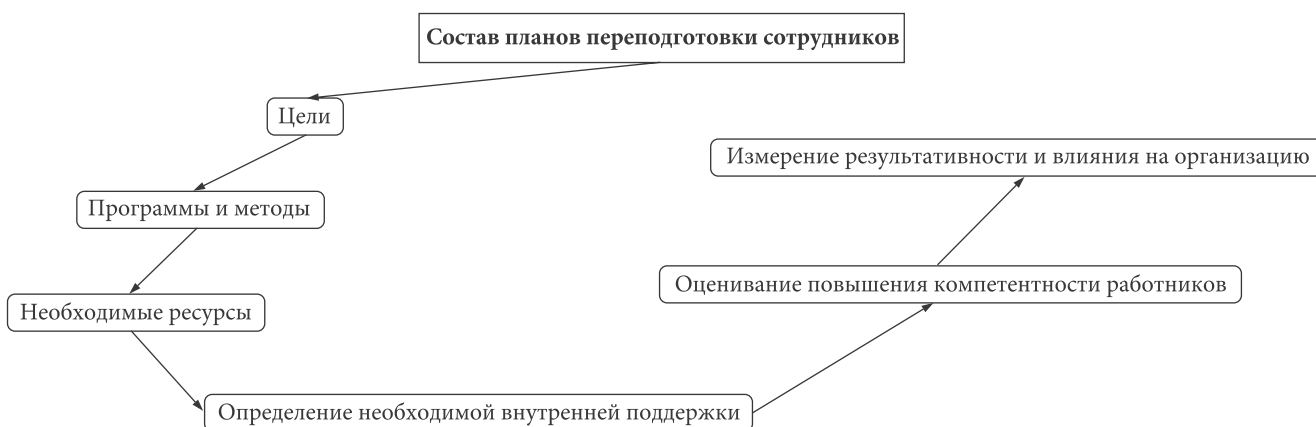 Состав планов переподготовки сотрудников
Цели
Программы и методы
Необходимые ресурсы
Определение необходимой внутренней поддержки
Оценивание повышения компетентности работников
Измерение результативности и влияния на организацию